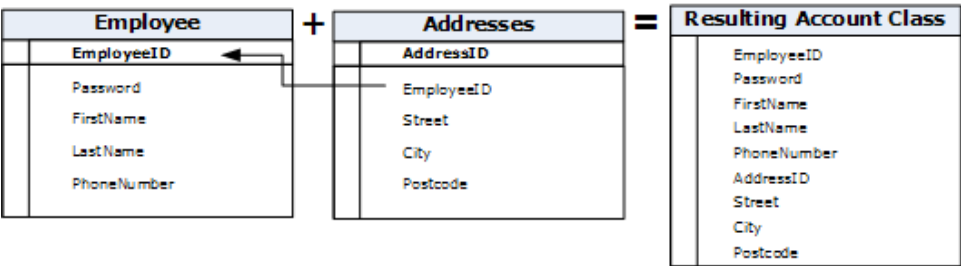 Employee
EmployeeID
Password
FirstName
LastName
PhoneNumber
+
Addresses
AddressID
EmployeeID
Street
City
Postcode
=
Resulting Account Class
EmployeeID
Password
FirstName
LastName
PhoneNumber
AddressID
Street
City
Postcode